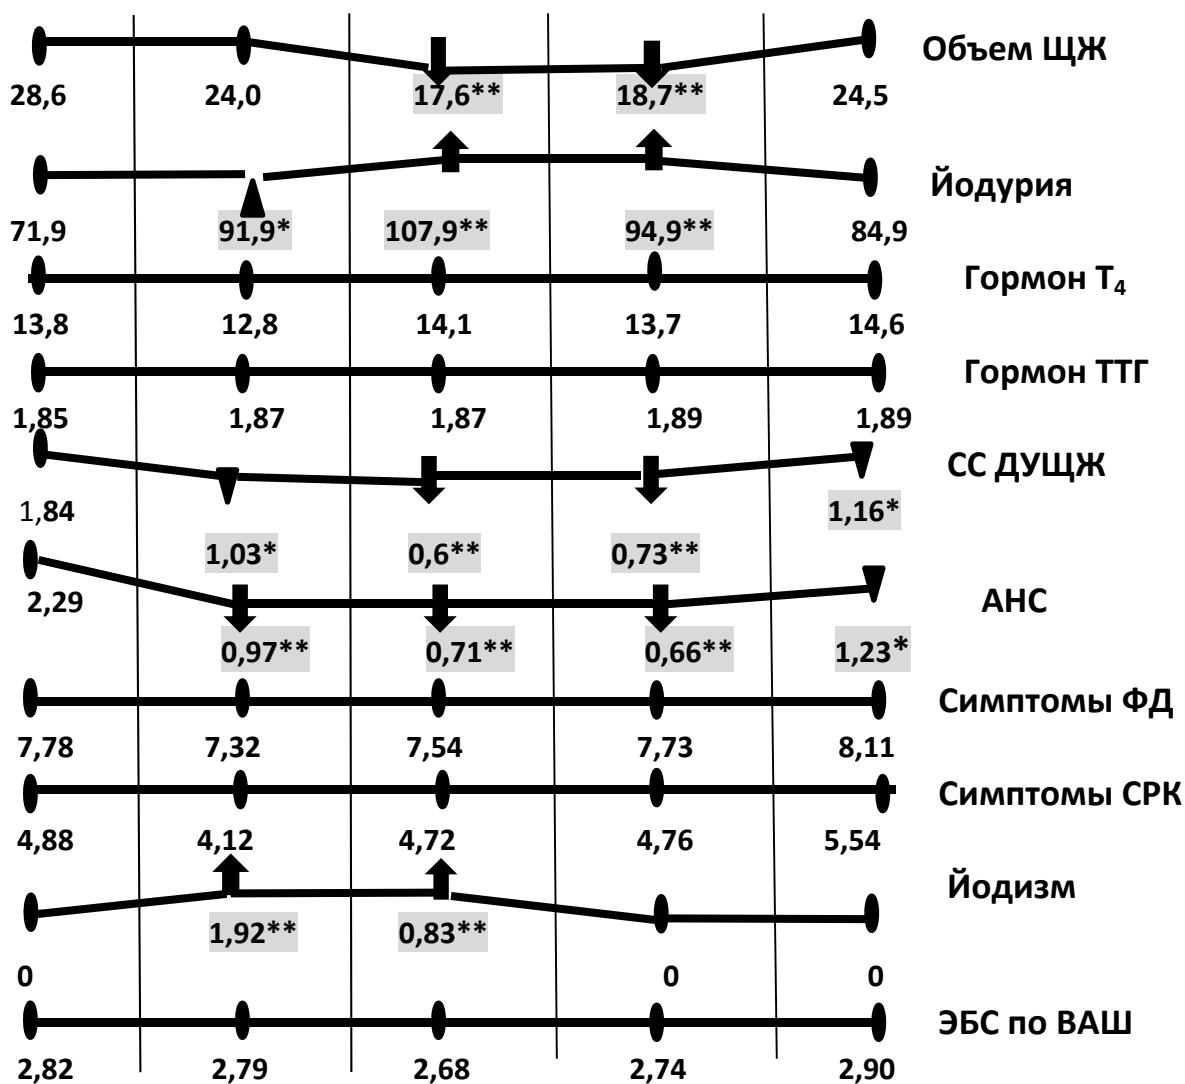 Объем ЩЖ
28,6 24,0 17,6** 18,7** 24,5
Йодурия
71,9 91,9* 107,9** 94,9** 84,9
Гормон Т₄
13,8 12,8 14,1 13,7 14,6
Гормон ТТГ
1,85 1,87 1,87 1,89 1,89
СС ДУЩЖ
1,84 1,03* 0,6** 0,73** 1,16*
АНС
2,29 0,97** 0,71** 0,66** 1,23*
Симптомы ФД
7,78 7,32 7,54 7,73 8,11
Симптомы СРК
4,88 4,12 4,72 4,76 5,54
Йодизм
0 1,92** 0,83** 0 0
ЭБС по ВАШ
2,82 2,79 2,68 2,74 2,90